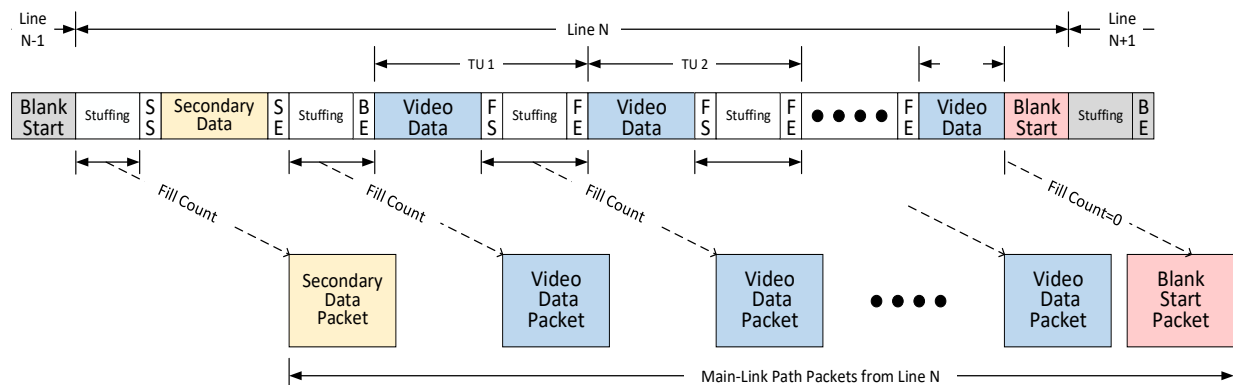 Line
N-1
Line N
Line
N+1
TU 1
TU 2
Blank
Start
Stuffing
S
S
Secondary
Data
S
E
Stuffing
B
E
Video
Data
F
S
Stuffing
F
E
Video
Data
F
S
Stuffing
F
E
F
E
Video
Data
Blank
Start
Stuffing
B
E
Fill Count
Fill Count
Fill Count
Fill Count=0
Secondary
Data
Packet
Video
Data
Packet
Video
Data
Packet
Video
Data
Packet
Blank
Start
Packet
Main-Link Path Packets from Line N